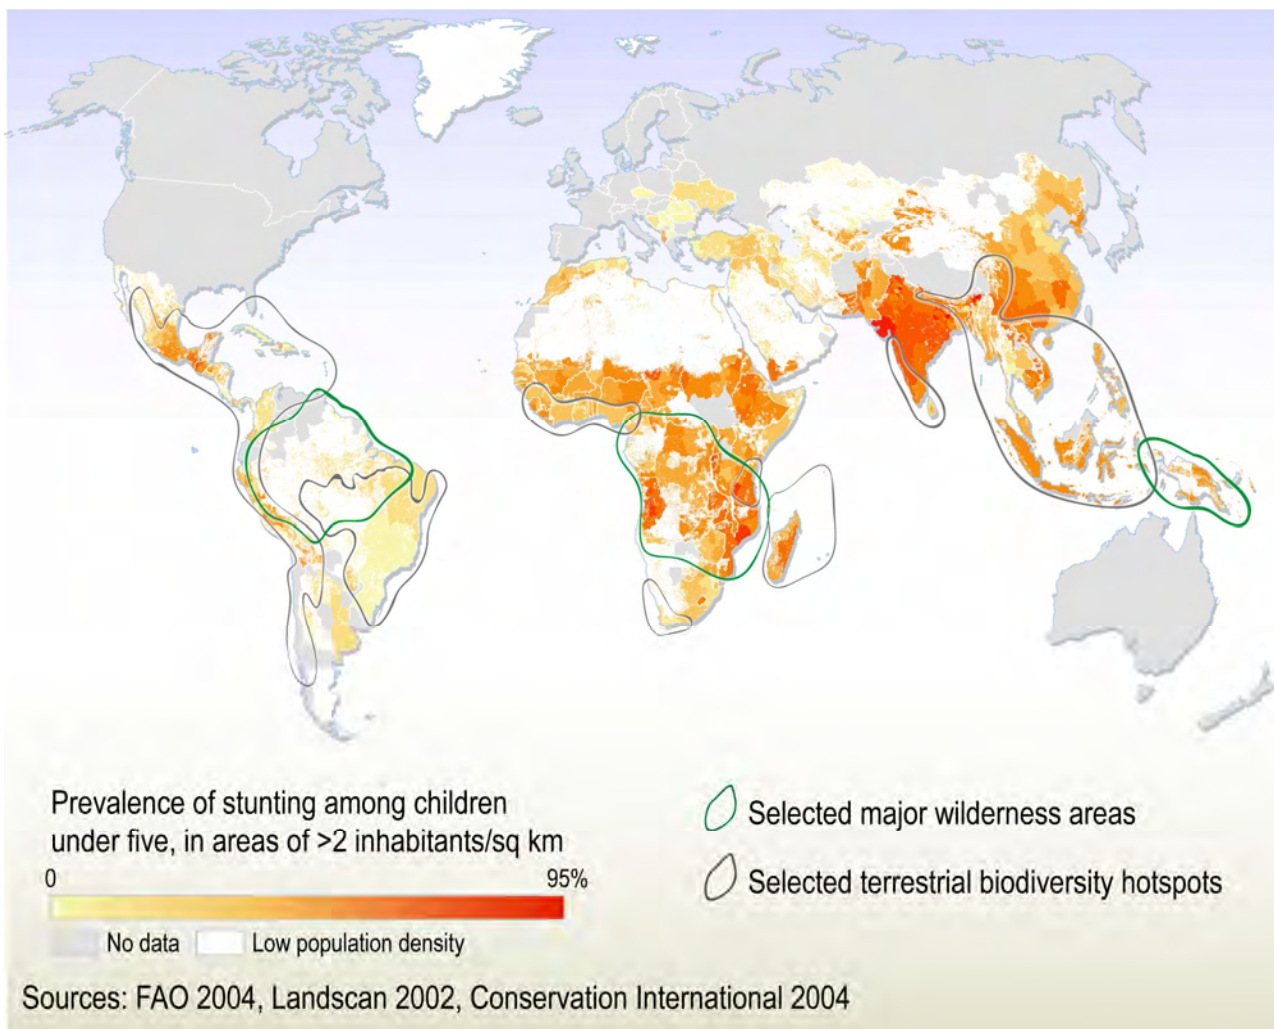 Prevalence of stunting among children
under five, in areas of >2 inhabitants/sq km
0 95%
No data Low population density
Selected major wilderness areas
Selected terrestrial biodiversity hotspots
Sources: FAO 2004, Landscan 2002, Conservation International 2004